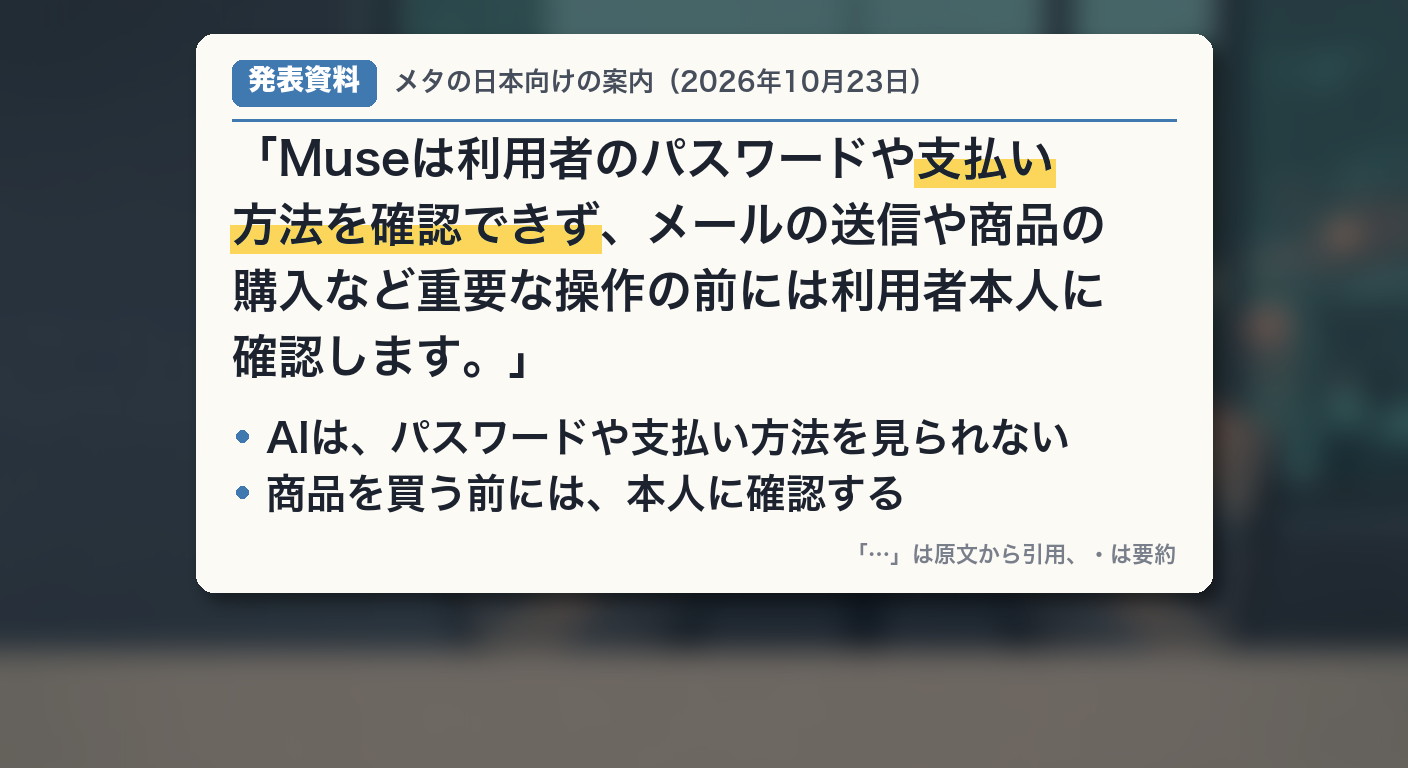 発表資料 メタの日本向けの案内（2026年10月23日）
「Museは利用者のパスワードや支払い
方法を確認できず、メールの送信や商品の
購入など重要な操作の前には利用者本人に
確認します。」
• AIは、パスワードや支払い方法を見られない
• 商品を買う前には、本人に確認する
「…」は原文から引用、・は要約